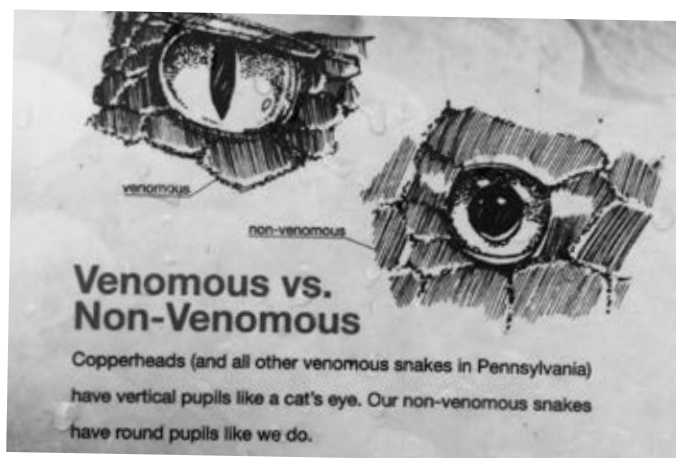 venomous
non-venomous
Venomous vs.
Non-Venomous
Copperheads (and all other venomous snakes in Pennsylvania)
have vertical pupils like a cat's eye. Our non-venomous snakes
have round pupils like we do.